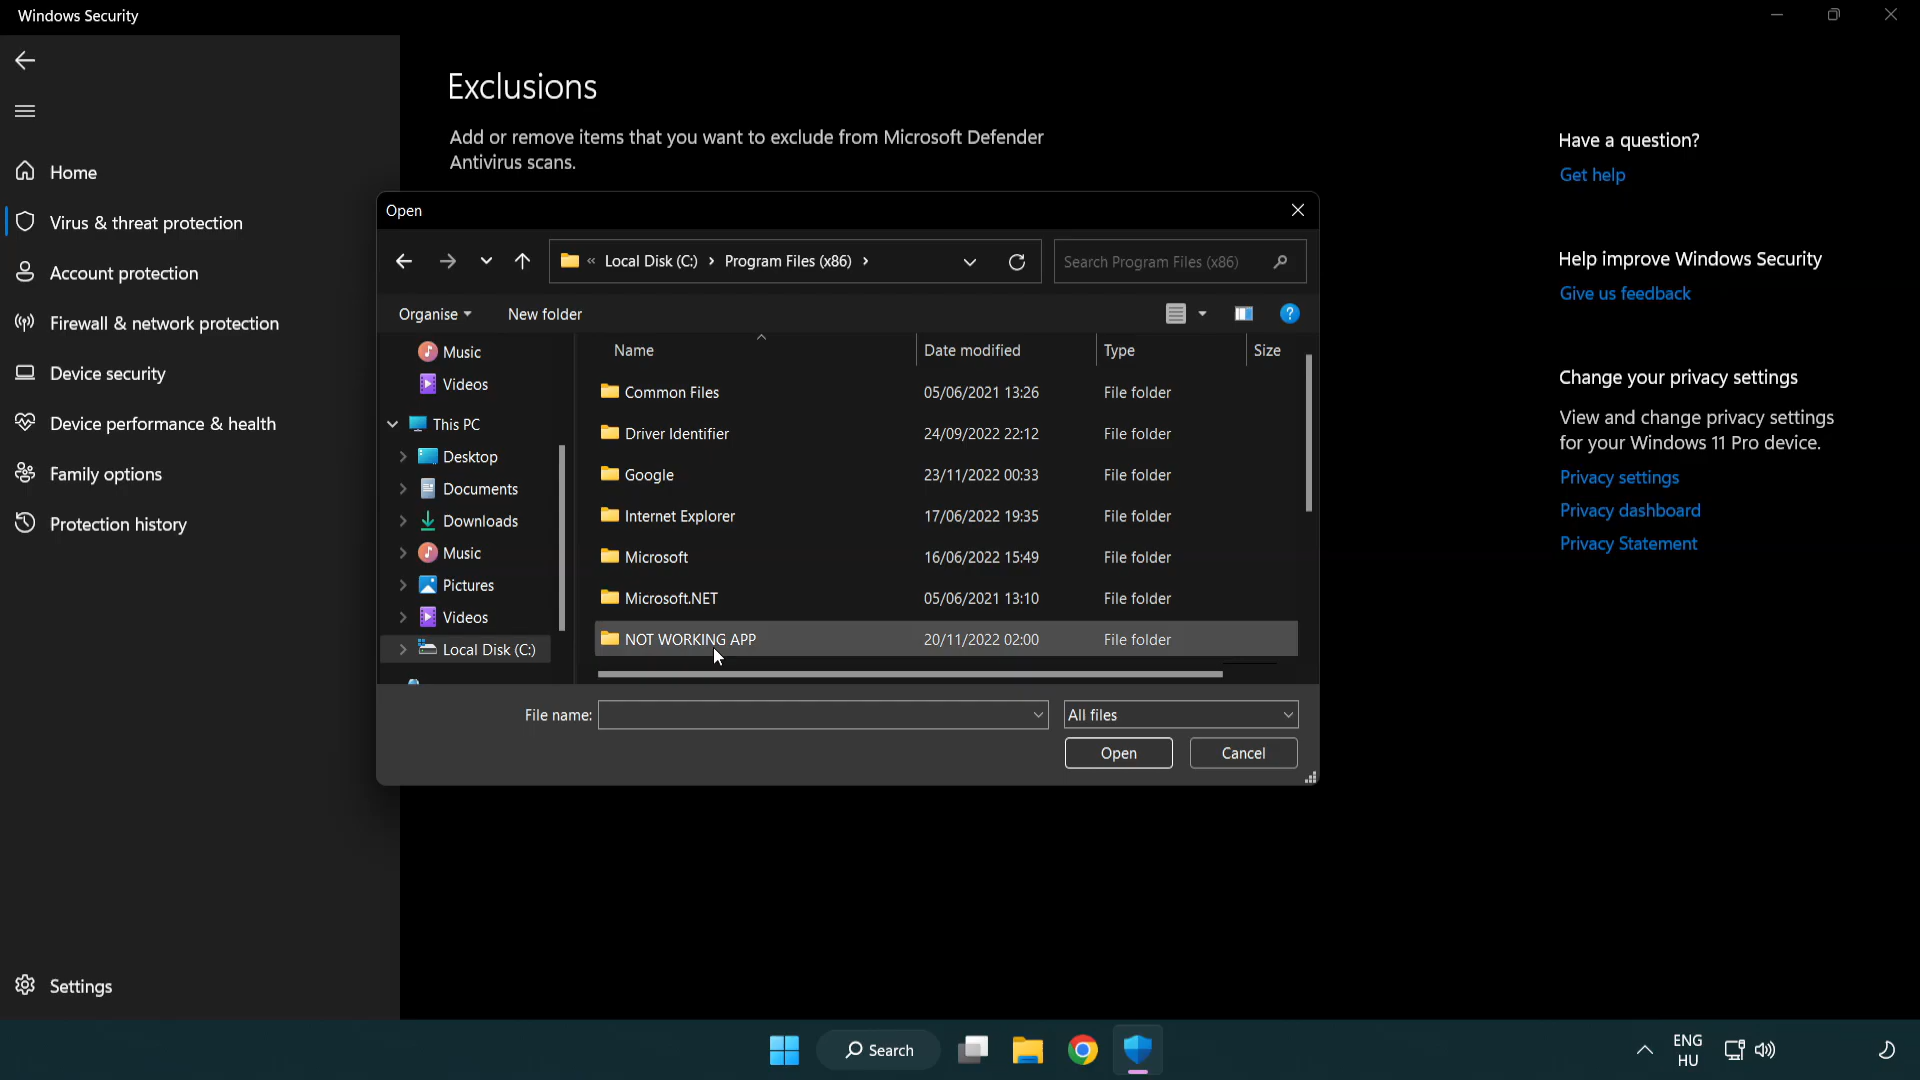 Windows Security
Home
Virus & threat protection
Account protection
Firewall & network protection
Device security
Device performance & health
Family options
Protection history
Settings
Exclusions
Add or remove items that you want to exclude from Microsoft Defender
Antivirus scans.
Open
« Local Disk (C:) › Program Files (x86) ›
Search Program Files (x86)
Organise
New folder
?
Music
Videos
This PC
Desktop
Documents
Downloads
Music
Pictures
Videos
Local Disk (C:)
Name Date modified Type Size
Common Files 05/06/2021 13:26 File folder
Driver Identifier 24/09/2022 22:12 File folder
Google 23/11/2022 00:33 File folder
Internet Explorer 17/06/2022 19:35 File folder
Microsoft 16/06/2022 15:49 File folder
Microsoft.NET 05/06/2021 13:10 File folder
NOT WORKING APP 20/11/2022 02:00 File folder
File name:
All files
Open
Cancel
Have a question?
Get help
Help improve Windows Security
Give us feedback
Change your privacy settings
View and change privacy settings
for your Windows 11 Pro device.
Privacy settings
Privacy dashboard
Privacy Statement
Search
ENG
HU